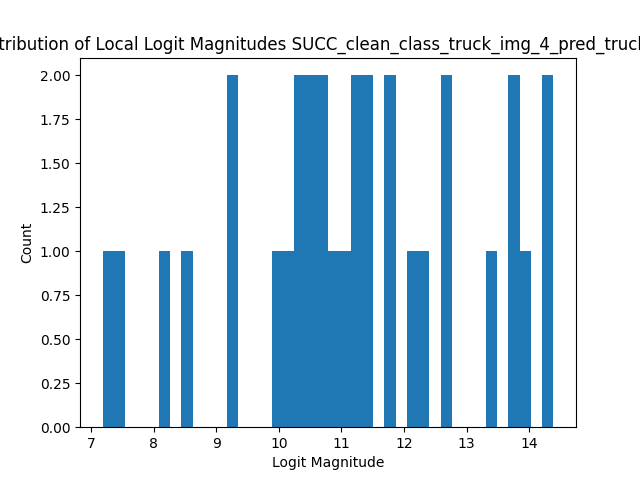 tribution of Local Logit Magnitudes SUCC_clean_class_truck_img_4_pred_truck
2.00
1.75
1.50
1.25
1.00
0.75
0.50
0.25
0.00
Count
7 8 9 10 11 12 13 14
Logit Magnitude